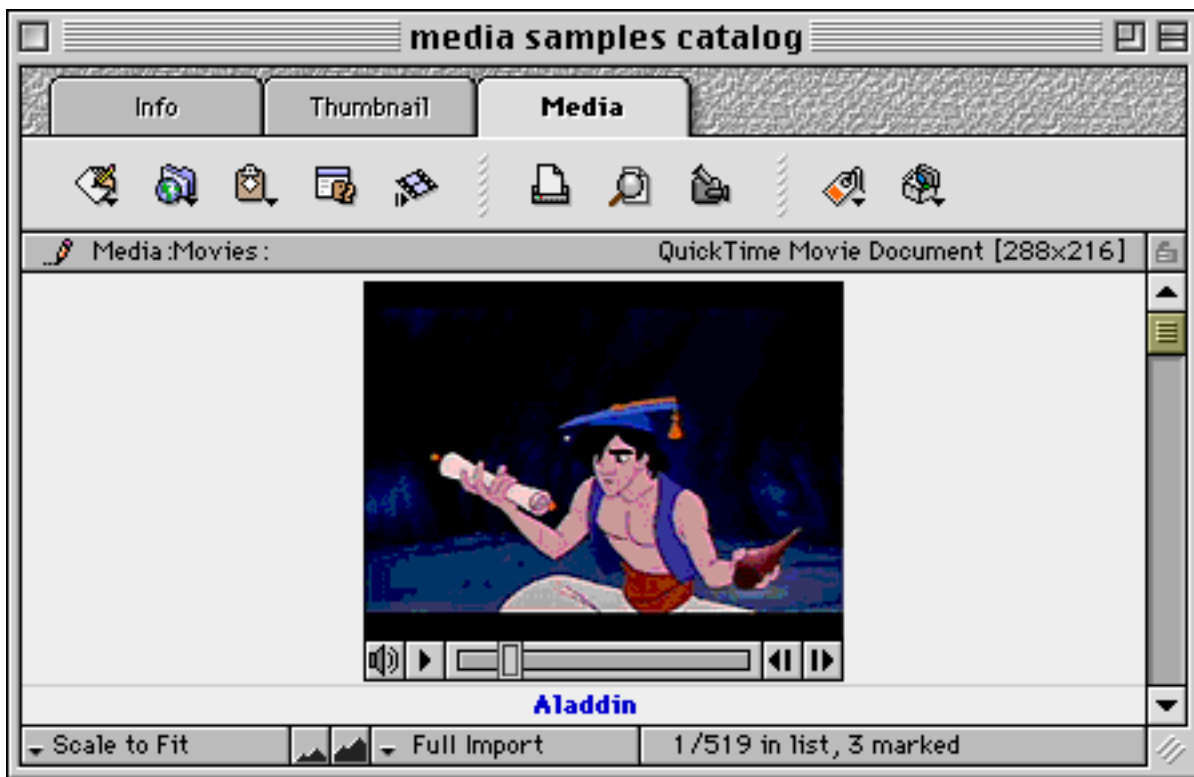 media samples catalog
Info Thumbnail Media
Media:Movies: QuickTime Movie Document [288x216]
Aladdin
Scale to Fit Full Import 1/519 in list, 3 marked